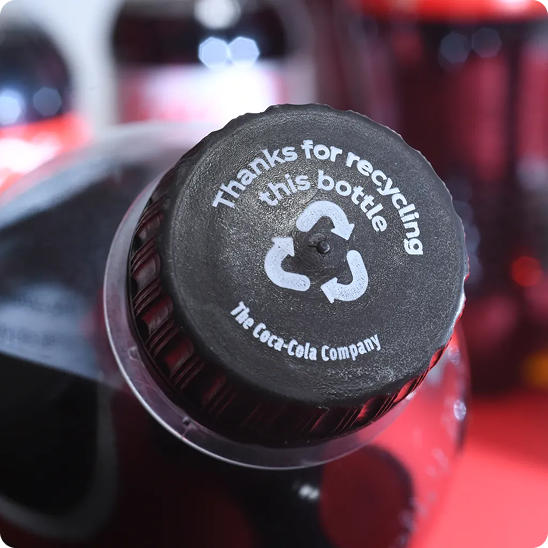 Thanks for recycling
this bottle
The Coca-Cola Company